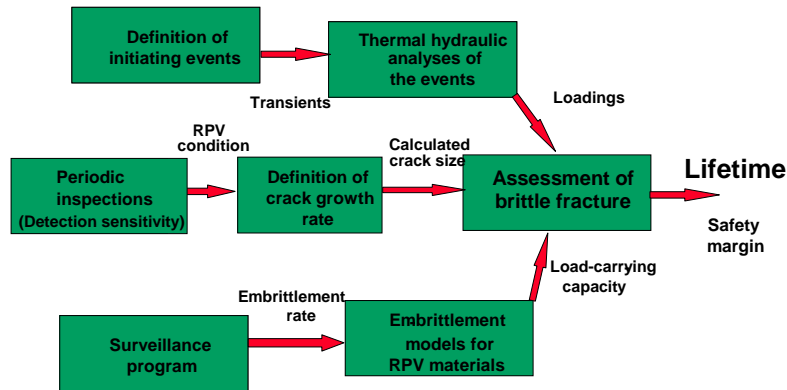 Definition of
initiating events
Thermal hydraulic
analyses of
the events
Transients
Loadings
RPV
condition
Calculated
crack size
Periodic
inspections
(Detection sensitivity)
Definition of
crack growth
rate
Assessment of
brittle fracture
Lifetime
Safety
margin
Load-carrying
capacity
Embrittlement
rate
Surveillance
program
Embrittlement
models for
RPV materials